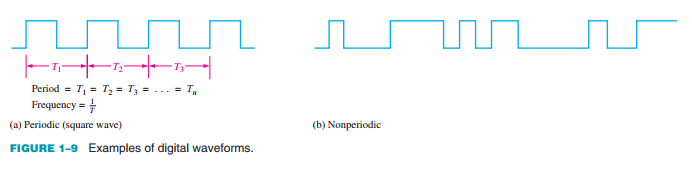 T₁ T₂ T₃
Period = T₁ = T₂ = T₃ = . . . = Tₙ
Frequency = 1/T
(a) Periodic (square wave)
(b) Nonperiodic
FIGURE 1–9 Examples of digital waveforms.